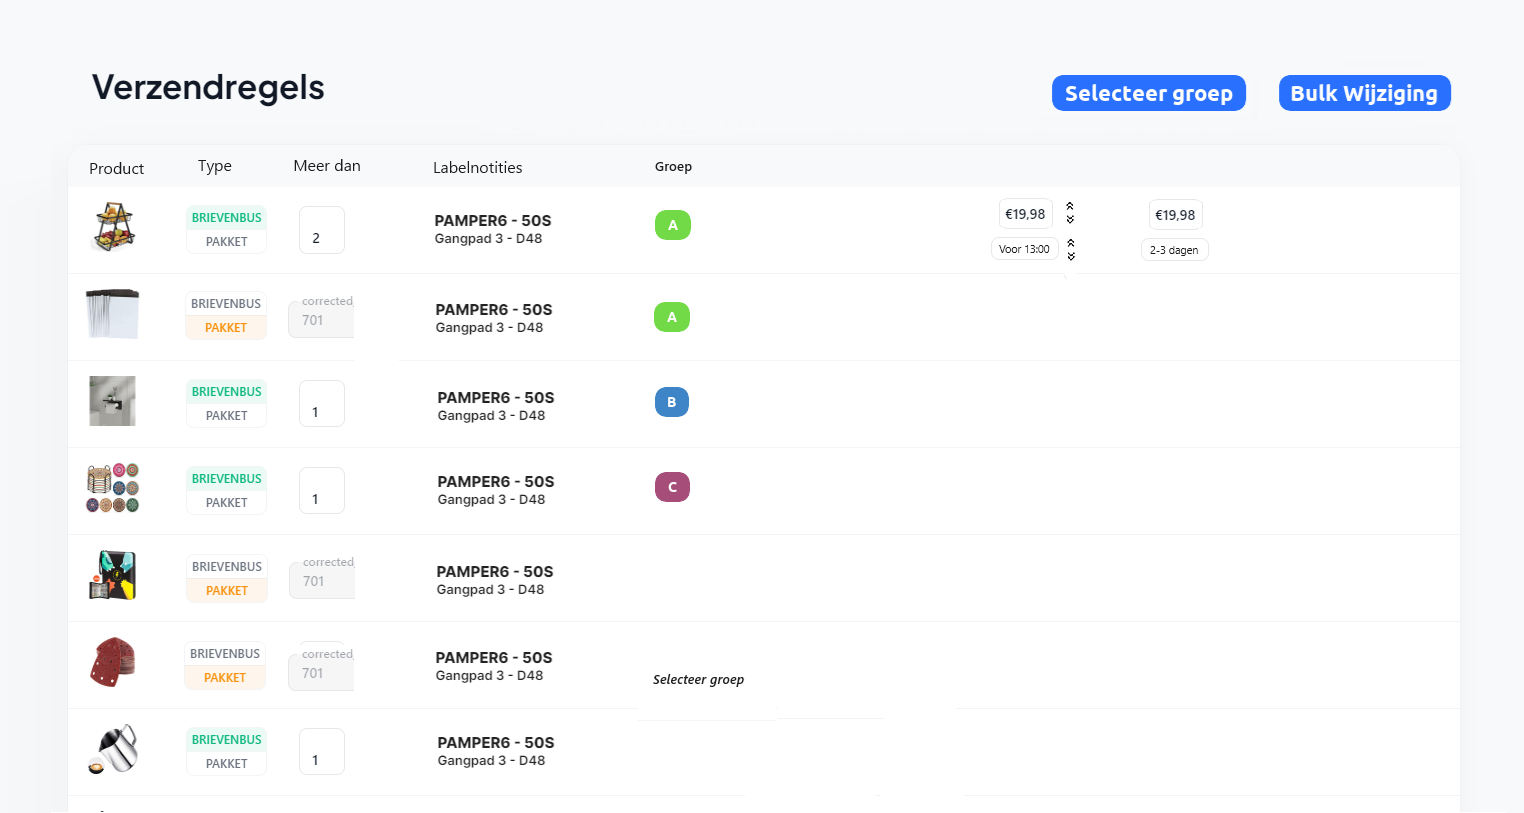 Verzendregels
Selecteer groep
Bulk Wijziging
Product
Type
Meer dan
Labelnotities
Groep
BRIEVENBUS
PAKKET
2
PAMPER6 - 50S
Gangpad 3 - D48
A
€19,98
Voor 13:00
€19,98
2-3 dagen
BRIEVENBUS
PAKKET
corrected
701
PAMPER6 - 50S
Gangpad 3 - D48
A
BRIEVENBUS
PAKKET
1
PAMPER6 - 50S
Gangpad 3 - D48
B
BRIEVENBUS
PAKKET
1
PAMPER6 - 50S
Gangpad 3 - D48
C
BRIEVENBUS
PAKKET
corrected
701
PAMPER6 - 50S
Gangpad 3 - D48
BRIEVENBUS
PAKKET
corrected
701
PAMPER6 - 50S
Gangpad 3 - D48
Selecteer groep
BRIEVENBUS
PAKKET
1
PAMPER6 - 50S
Gangpad 3 - D48